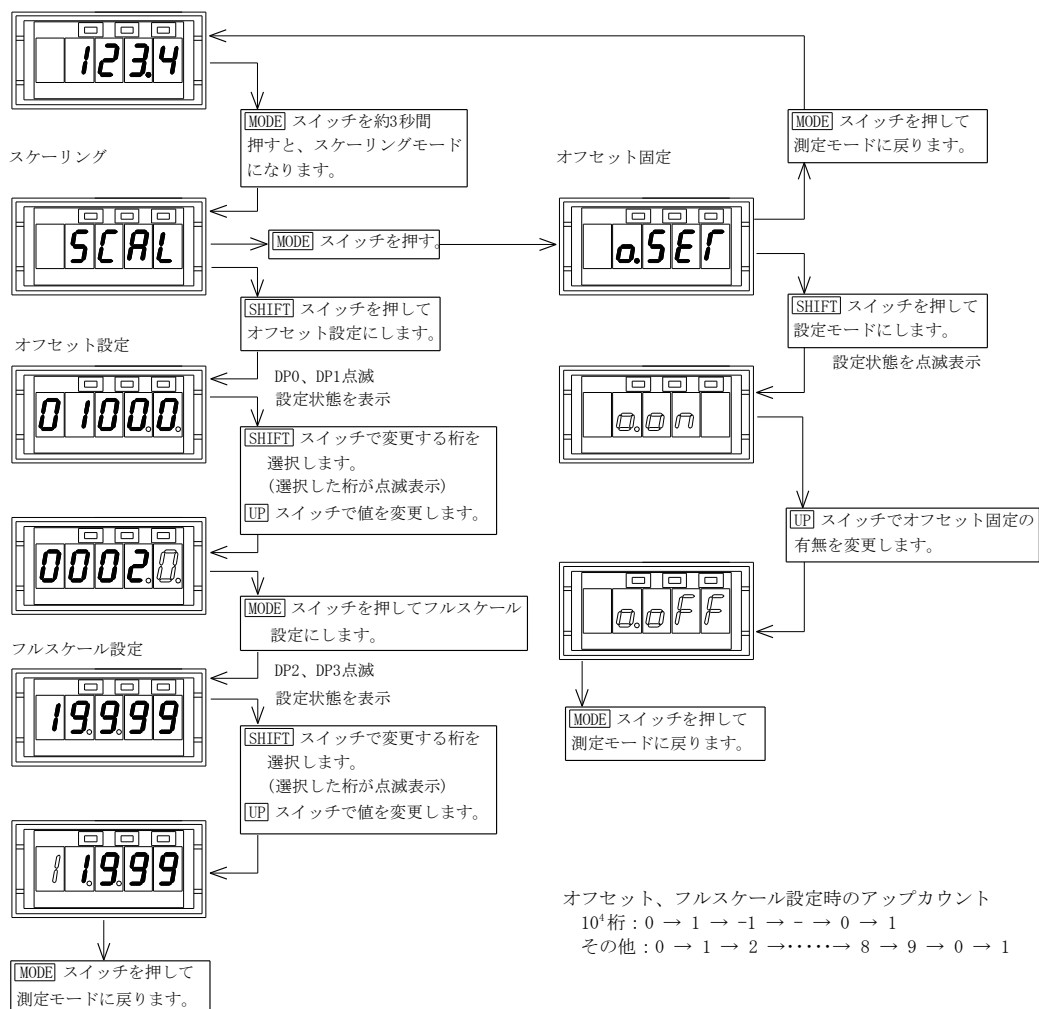 123.4
MODE スイッチを約3秒間
押すと、スケーリングモード
になります。
スケーリング
SCAL
MODE スイッチを押す。
SHIFT スイッチを押して
オフセット設定にします。
オフセット設定
DP0、DP1点滅
設定状態を表示
0100.0.
SHIFT スイッチで変更する桁を
選択します。
(選択した桁が点滅表示)
UP スイッチで値を変更します。
0002.0.
MODE スイッチを押してフルスケール
設定にします。
フルスケール設定
DP2、DP3点滅
設定状態を表示
19.9.99
SHIFT スイッチで変更する桁を
選択します。
(選択した桁が点滅表示)
UP スイッチで値を変更します。
11.9.99
MODE スイッチを押して
測定モードに戻ります。
MODE スイッチを押して
測定モードに戻ります。
オフセット固定
o.SET
SHIFT スイッチを押して
設定モードにします。
設定状態を点滅表示
o.on
UP スイッチでオフセット固定の
有無を変更します。
o.oFF
MODE スイッチを押して
測定モードに戻ります。
オフセット、フルスケール設定時のアップカウント
10⁴桁：0 → 1 → -1 → - → 0 → 1
その他：0 → 1 → 2 →‥‥‥→ 8 → 9 → 0 → 1